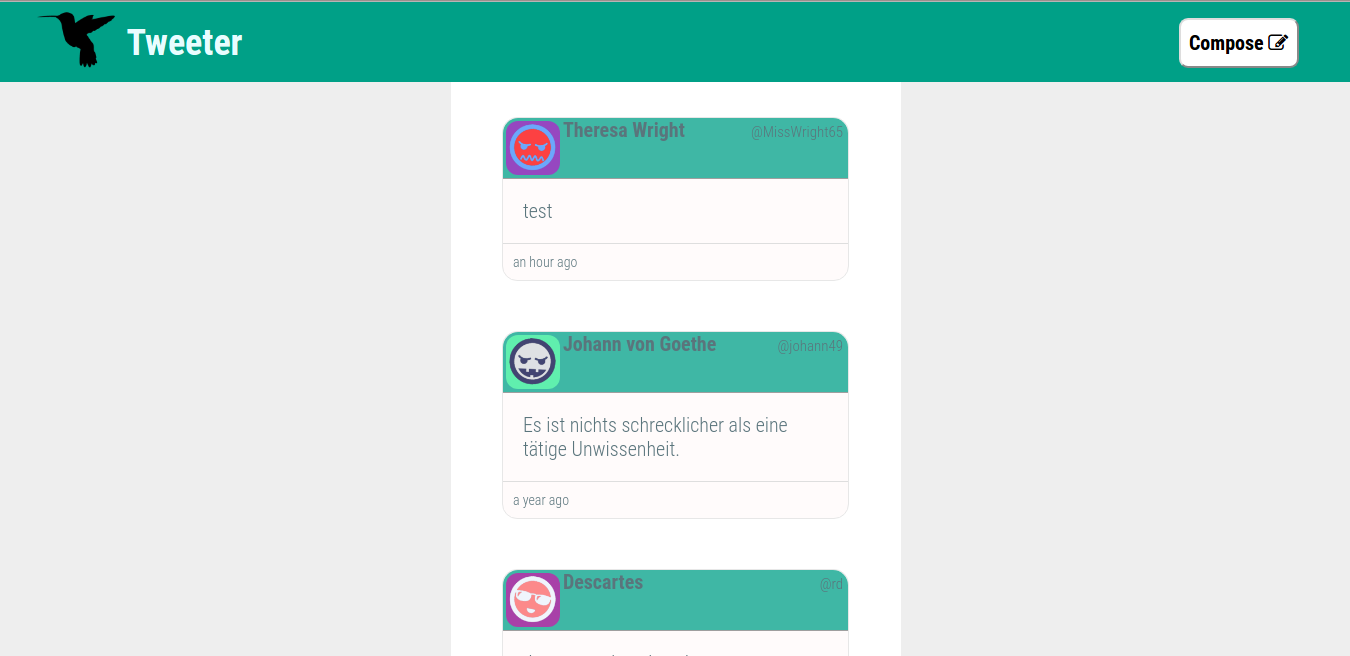 Tweeter
Compose
Theresa Wright @MissWright65
test
an hour ago
Johann von Goethe @johann49
Es ist nichts schrecklicher als eine
tätige Unwissenheit.
a year ago
Descartes @rd